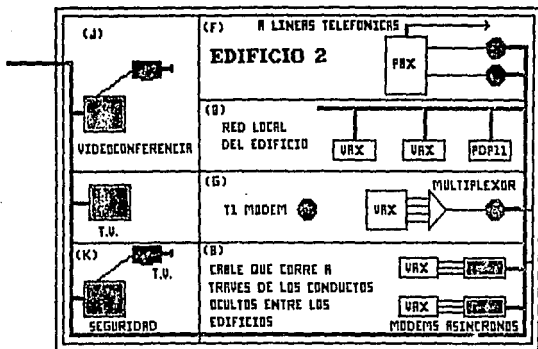 (J)
VIDEOCONFERENCIA
T.V.
(K)
T.V.
SEGURIDAD
(F)
A LINEAS TELEFONICAS
EDIFICIO 2
PBX
(D)
RED LOCAL
DEL EDIFICIO
VAX
VAX
PDP11
(G)
MULTIPLEXOR
T1 MODEM
VAX
(B)
CABLE QUE CORRE A
TRAVES DE LOS CONDUCTOS
OCULTOS ENTRE LOS
EDIFICIOS
VAX
VAX
MODEMS ASINCRONOS